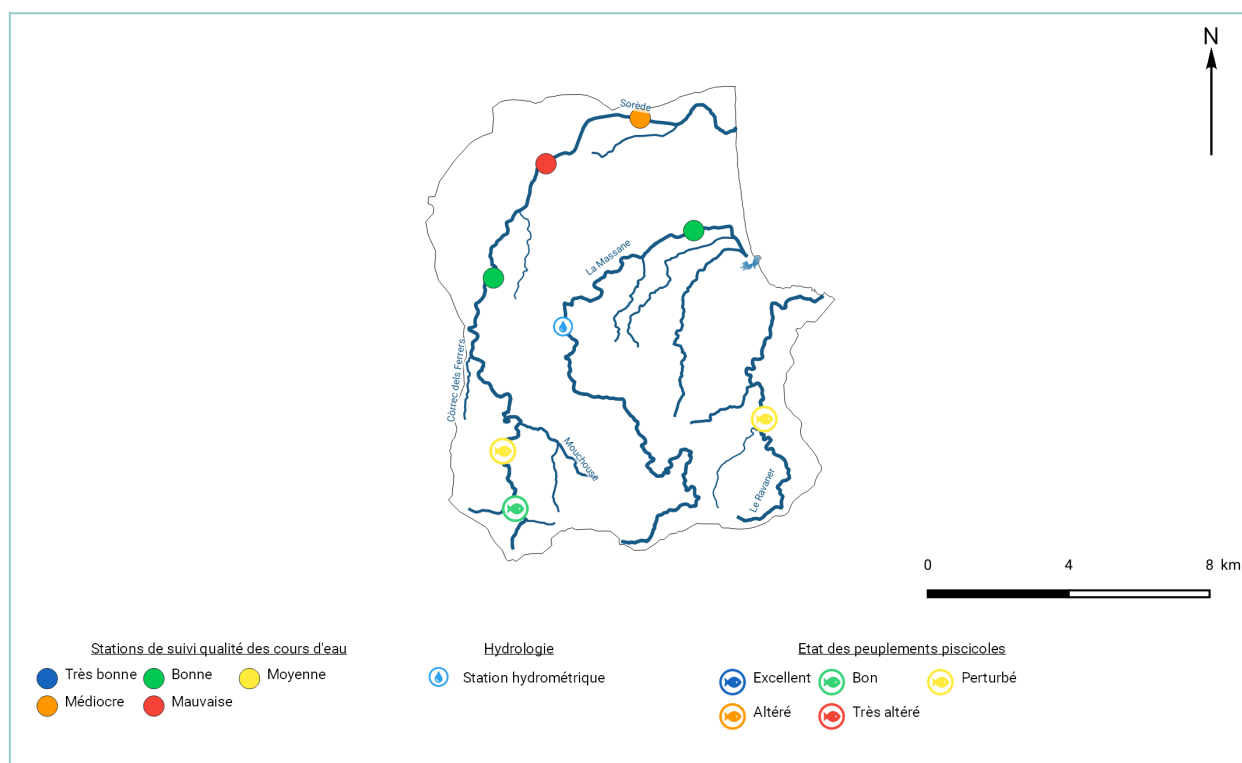 N
Sorède
La Massane
Còrrec dels Ferrers
Mouchouse
Le Ravaner
0 4 8 km
Stations de suivi qualité des cours d'eau
Très bonne Bonne Moyenne
Médiocre Mauvaise
Hydrologie
Station hydrométrique
Etat des peuplements piscicoles
Excellent Bon Perturbé
Altéré Très altéré